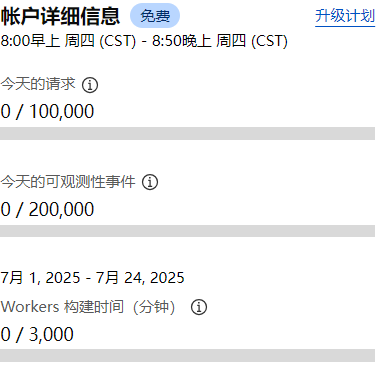 帐户详细信息 免费 升级计划
8:00早上 周四 (CST) - 8:50晚上 周四 (CST)
今天的请求
0 / 100,000
今天的可观测性事件
0 / 200,000
7月 1, 2025 - 7月 24, 2025
Workers 构建时间（分钟）
0 / 3,000